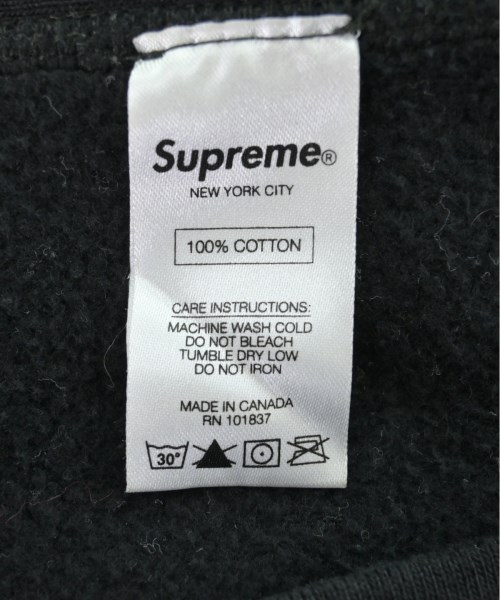 Supreme®
NEW YORK CITY
100% COTTON
CARE INSTRUCTIONS:
MACHINE WASH COLD
DO NOT BLEACH
TUMBLE DRY LOW
DO NOT IRON
MADE IN CANADA
RN 101837
30°